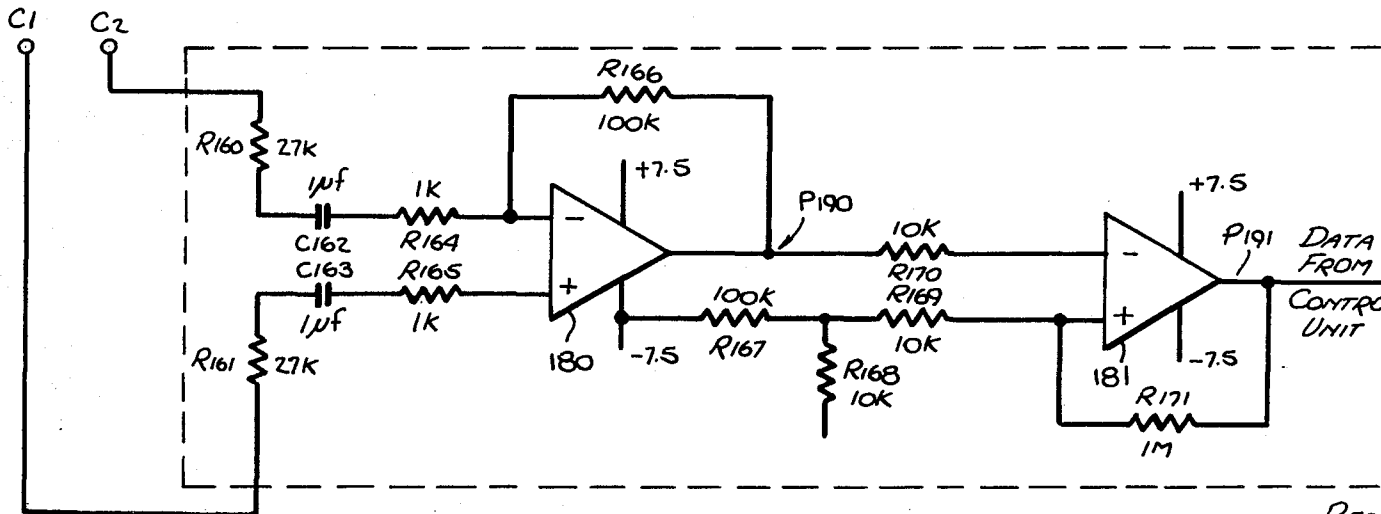 C1
C2
R166
100K
R160
27K
+7.5
1µf
1K
P190
+7.5
C162
R164
-
10K
P191
DATA
FROM
C163
R165
R170
-
+
100K
R169
CONTRO
UNIT
1µf
1K
+
R161
27K
180
-7.5
R167
10K
R168
10K
181
-7.5
R171
1M